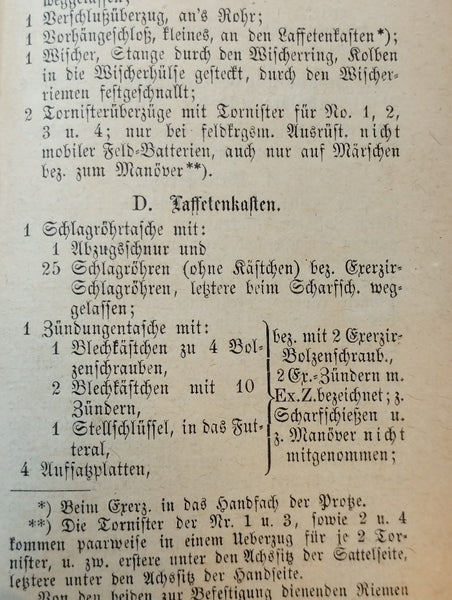 weggelassen;
1 Verschlußüberzug, an's Rohr;
1 Vorhängeschloß, kleines, an den Laffetenkasten*);
1 Wischer, Stange durch den Wischerring, Kolben
in die Wischerhülse gesteckt, durch den Wischer-
riemen festgeschnallt;
2 Tornisterüberzüge mit Tornister für No. 1, 2,
3 u. 4; nur bei feldkrgsm. Ausrüst. nicht
mobiler Feld-Batterien, auch nur auf Märschen
bez. zum Manöver**).
D. Laffetenkasten.
1 Schlagröhrtasche mit:
1 Abzugsschnur und
25 Schlagröhren (ohne Kästchen) bez. Exerzir-
Schlagröhren, letztere beim Scharfsch. weg-
gelassen;
1 Zündungentasche mit:
1 Blechkästchen zu 4 Bol-
zenschrauben,
2 Blechkästchen mit 10
Zündern,
1 Stellschlüssel, in das Fut-
teral,
4 Aufsatzplatten,
bez. mit 2 Exerzir-
Bolzenschraub.,
2 Ex.-Zündern m.
Ex. Z. bezeichnet; z.
Scharfschießen u.
z. Manöver nicht
mitgenommen;
*) Beim Exerz. in das Handfach der Protze.
**) Die Tornister der Nr. 1 u. 3, sowie 2 u. 4
kommen paarweise in einem Ueberzug für je 2 Tor-
nister, u. zw. erstere unter den Achssitz der Sattelseite,
letztere unter den Achssitz der Handseite.
Von den beiden zur Befestigung dienenden Riemen